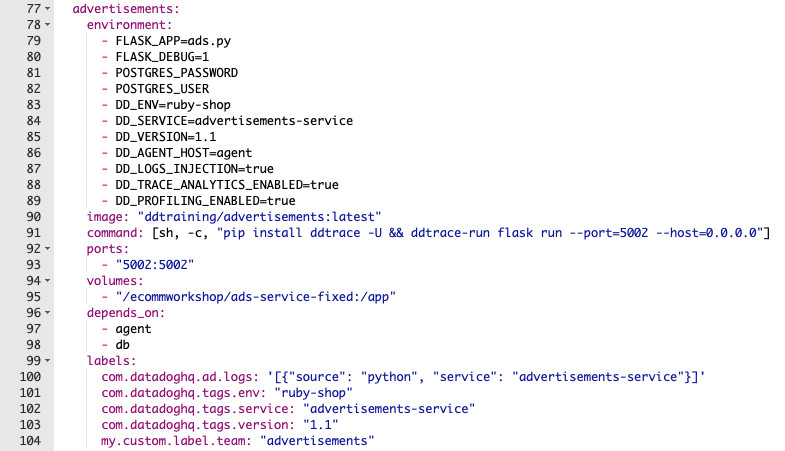 77 advertisements:
78 environment:
79 - FLASK_APP=ads.py
80 - FLASK_DEBUG=1
81 - POSTGRES_PASSWORD
82 - POSTGRES_USER
83 - DD_ENV=ruby-shop
84 - DD_SERVICE=advertisements-service
85 - DD_VERSION=1.1
86 - DD_AGENT_HOST=agent
87 - DD_LOGS_INJECTION=true
88 - DD_TRACE_ANALYTICS_ENABLED=true
89 - DD_PROFILING_ENABLED=true
90 image: "ddtraining/advertisements:latest"
91 command: [sh, -c, "pip install ddtrace -U && ddtrace-run flask run --port=5002 --host=0.0.0.0"]
92 ports:
93 - "5002:5002"
94 volumes:
95 - "/ecommworkshop/ads-service-fixed:/app"
96 depends_on:
97 - agent
98 - db
99 labels:
100 com.datadoghq.ad.logs: '[{"source": "python", "service": "advertisements-service"}]'
101 com.datadoghq.tags.env: "ruby-shop"
102 com.datadoghq.tags.service: "advertisements-service"
103 com.datadoghq.tags.version: "1.1"
104 my.custom.label.team: "advertisements"